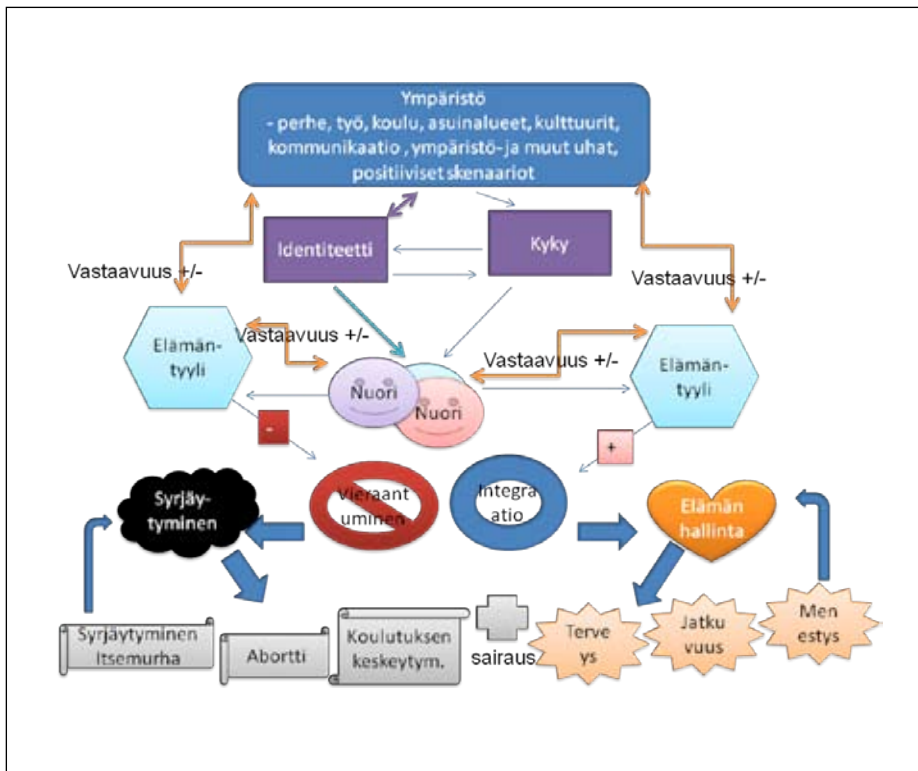 Ympäristö
- perhe, työ, koulu, asuinalueet, kulttuurit,
kommunikaatio , ympäristö- ja muut uhat,
positiiviset skenaariot
Identiteetti
Kyky
Vastaavuus +/-
Vastaavuus +/-
Vastaavuus +/-
Vastaavuus +/-
Elämän-
tyyli
Nuori
Nuori
Elämän-
tyyli
-
+
Syrjäy-
tyminen
Vieraant
uminen
Integra
atio
Elämän
hallinta
Syrjäytyminen
Itsemurha
Abortti
Koulutuksen
keskeytym.
sairaus
Terve
ys
Jatku
vuus
Men
estys